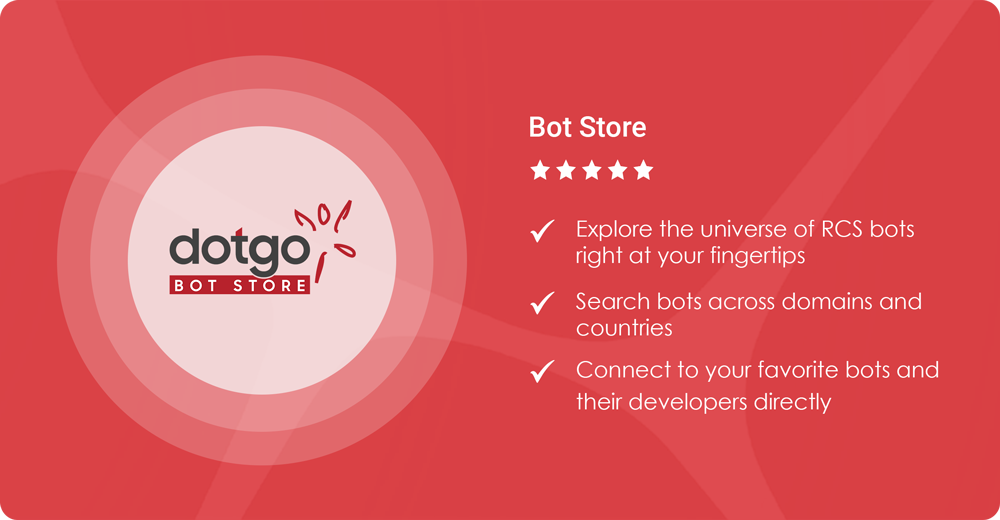 dotgo
BOT STORE
Bot Store
Explore the universe of RCS bots
right at your fingertips
Search bots across domains and
countries
Connect to your favorite bots and
their developers directly